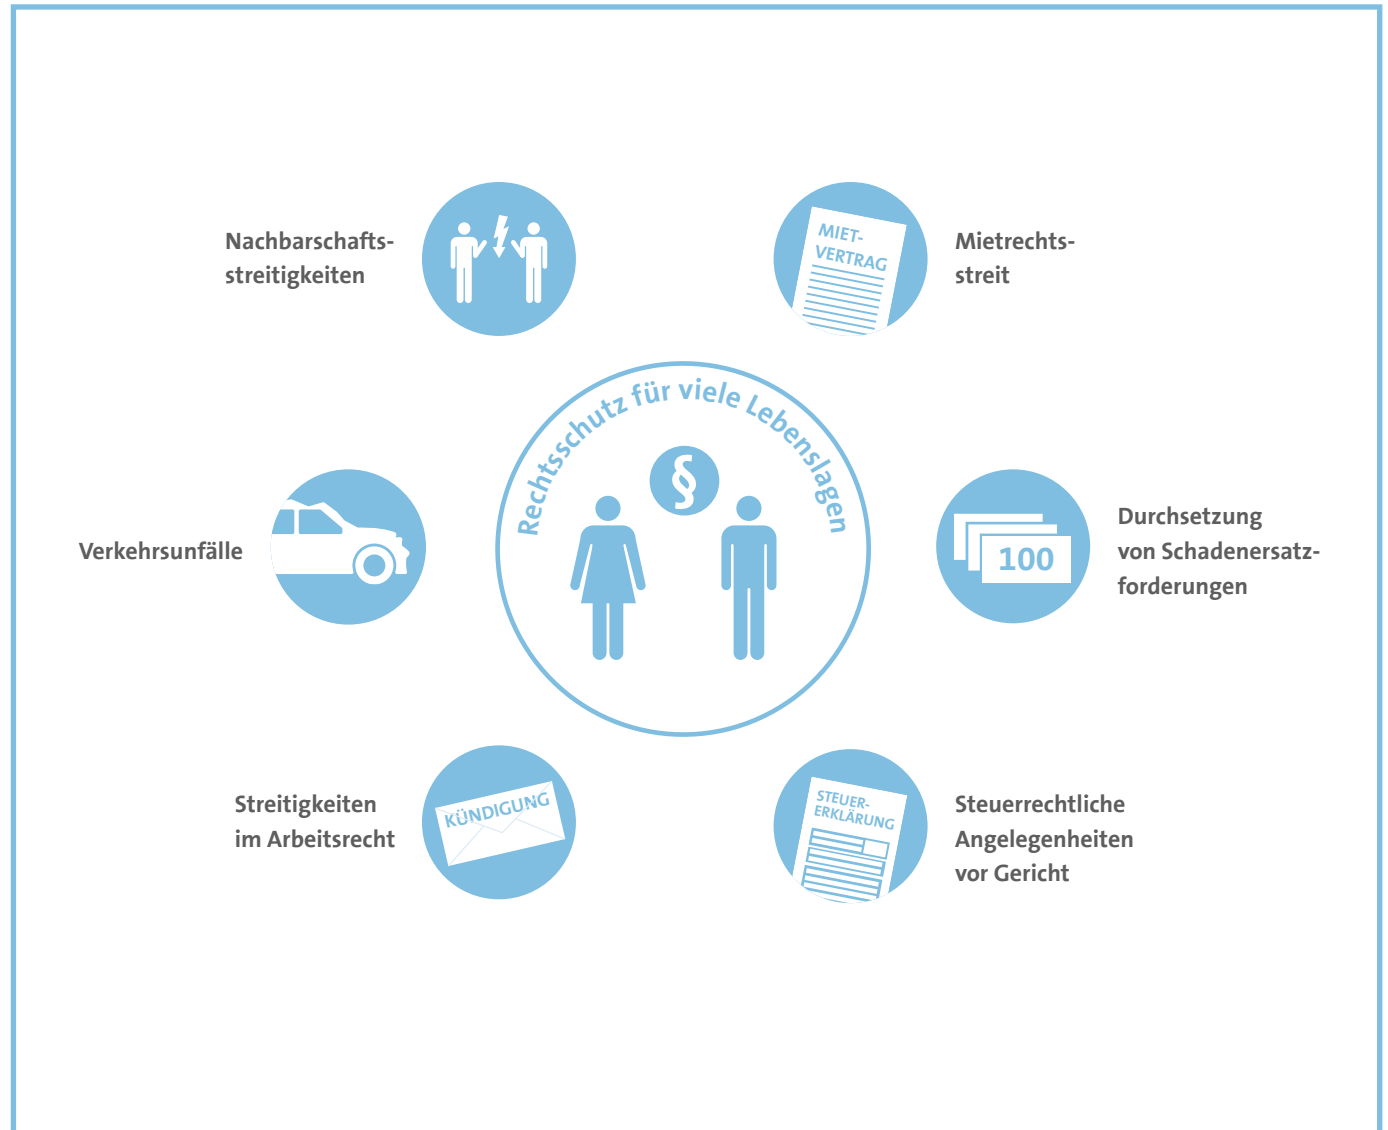 Nachbarschafts-
streitigkeiten
MIET-
VERTRAG
Mietrechts-
streit
Rechtsschutz für viele Lebenslagen
§
Verkehrsunfälle
100
Durchsetzung
von Schadenersatz-
forderungen
Streitigkeiten
im Arbeitsrecht
KÜNDIGUNG
STEUER-
ERKLÄRUNG
Steuerrechtliche
Angelegenheiten
vor Gericht